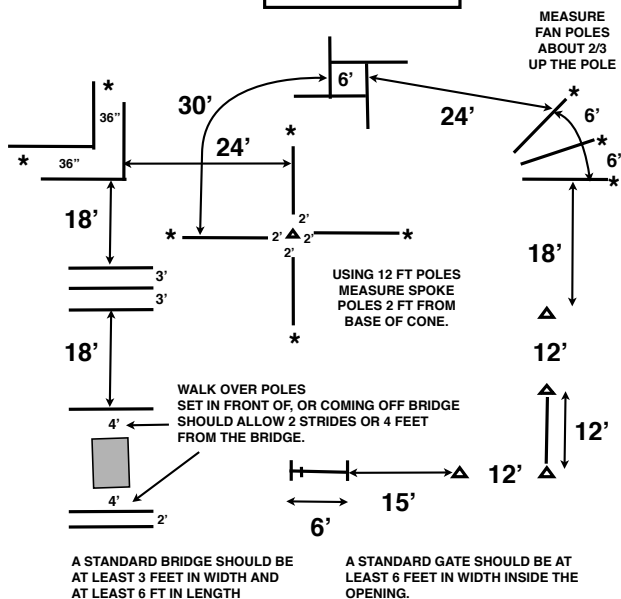 MEASURE
FAN POLES
ABOUT 2/3
UP THE POLE
6’
*
*
36”
30’
24’
6’
*
*
6’
*
36”
24’
*
*
2’
18’
*
2’
2’
*
2’
18’
3’
3’
USING 12 FT POLES
MEASURE SPOKE
POLES 2 FT FROM
BASE OF CONE.
*
12’
18’
WALK OVER POLES
SET IN FRONT OF, OR COMING OFF BRIDGE
SHOULD ALLOW 2 STRIDES OR 4 FEET
FROM THE BRIDGE.
4’
12’
4’
12’
15’
2’
6’
A STANDARD BRIDGE SHOULD BE
AT LEAST 3 FEET IN WIDTH AND
AT LEAST 6 FT IN LENGTH
A STANDARD GATE SHOULD BE AT
LEAST 6 FEET IN WIDTH INSIDE THE
OPENING.